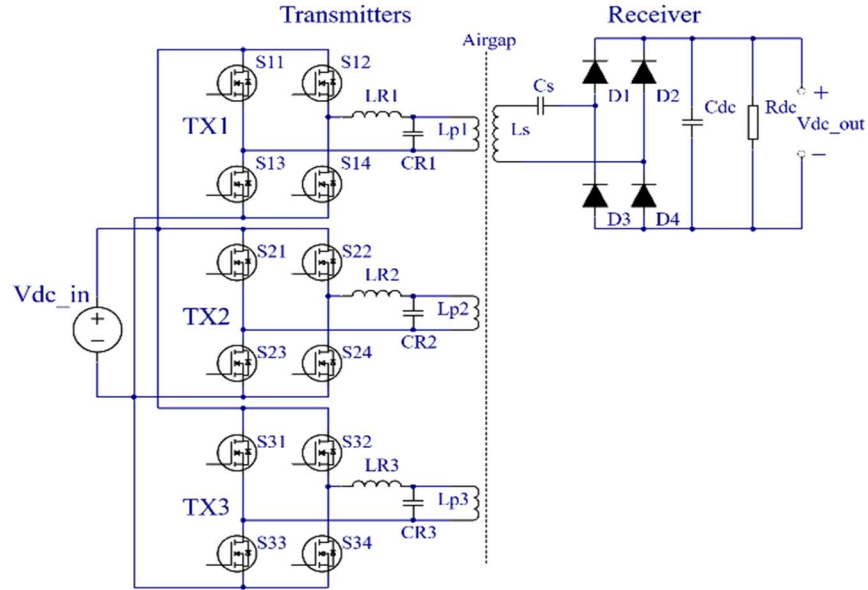 Transmitters
Receiver
Airgap
S11
S12
LR1
TX1
CR1
Lp1
S13
S14
Cs
Ls
D1
D2
D3
D4
Cdc
Rdc
+
Vdc_out
−
S21
S22
LR2
Vdc_in
+
−
TX2
CR2
Lp2
S23
S24
S31
S32
LR3
TX3
CR3
Lp3
S33
S34